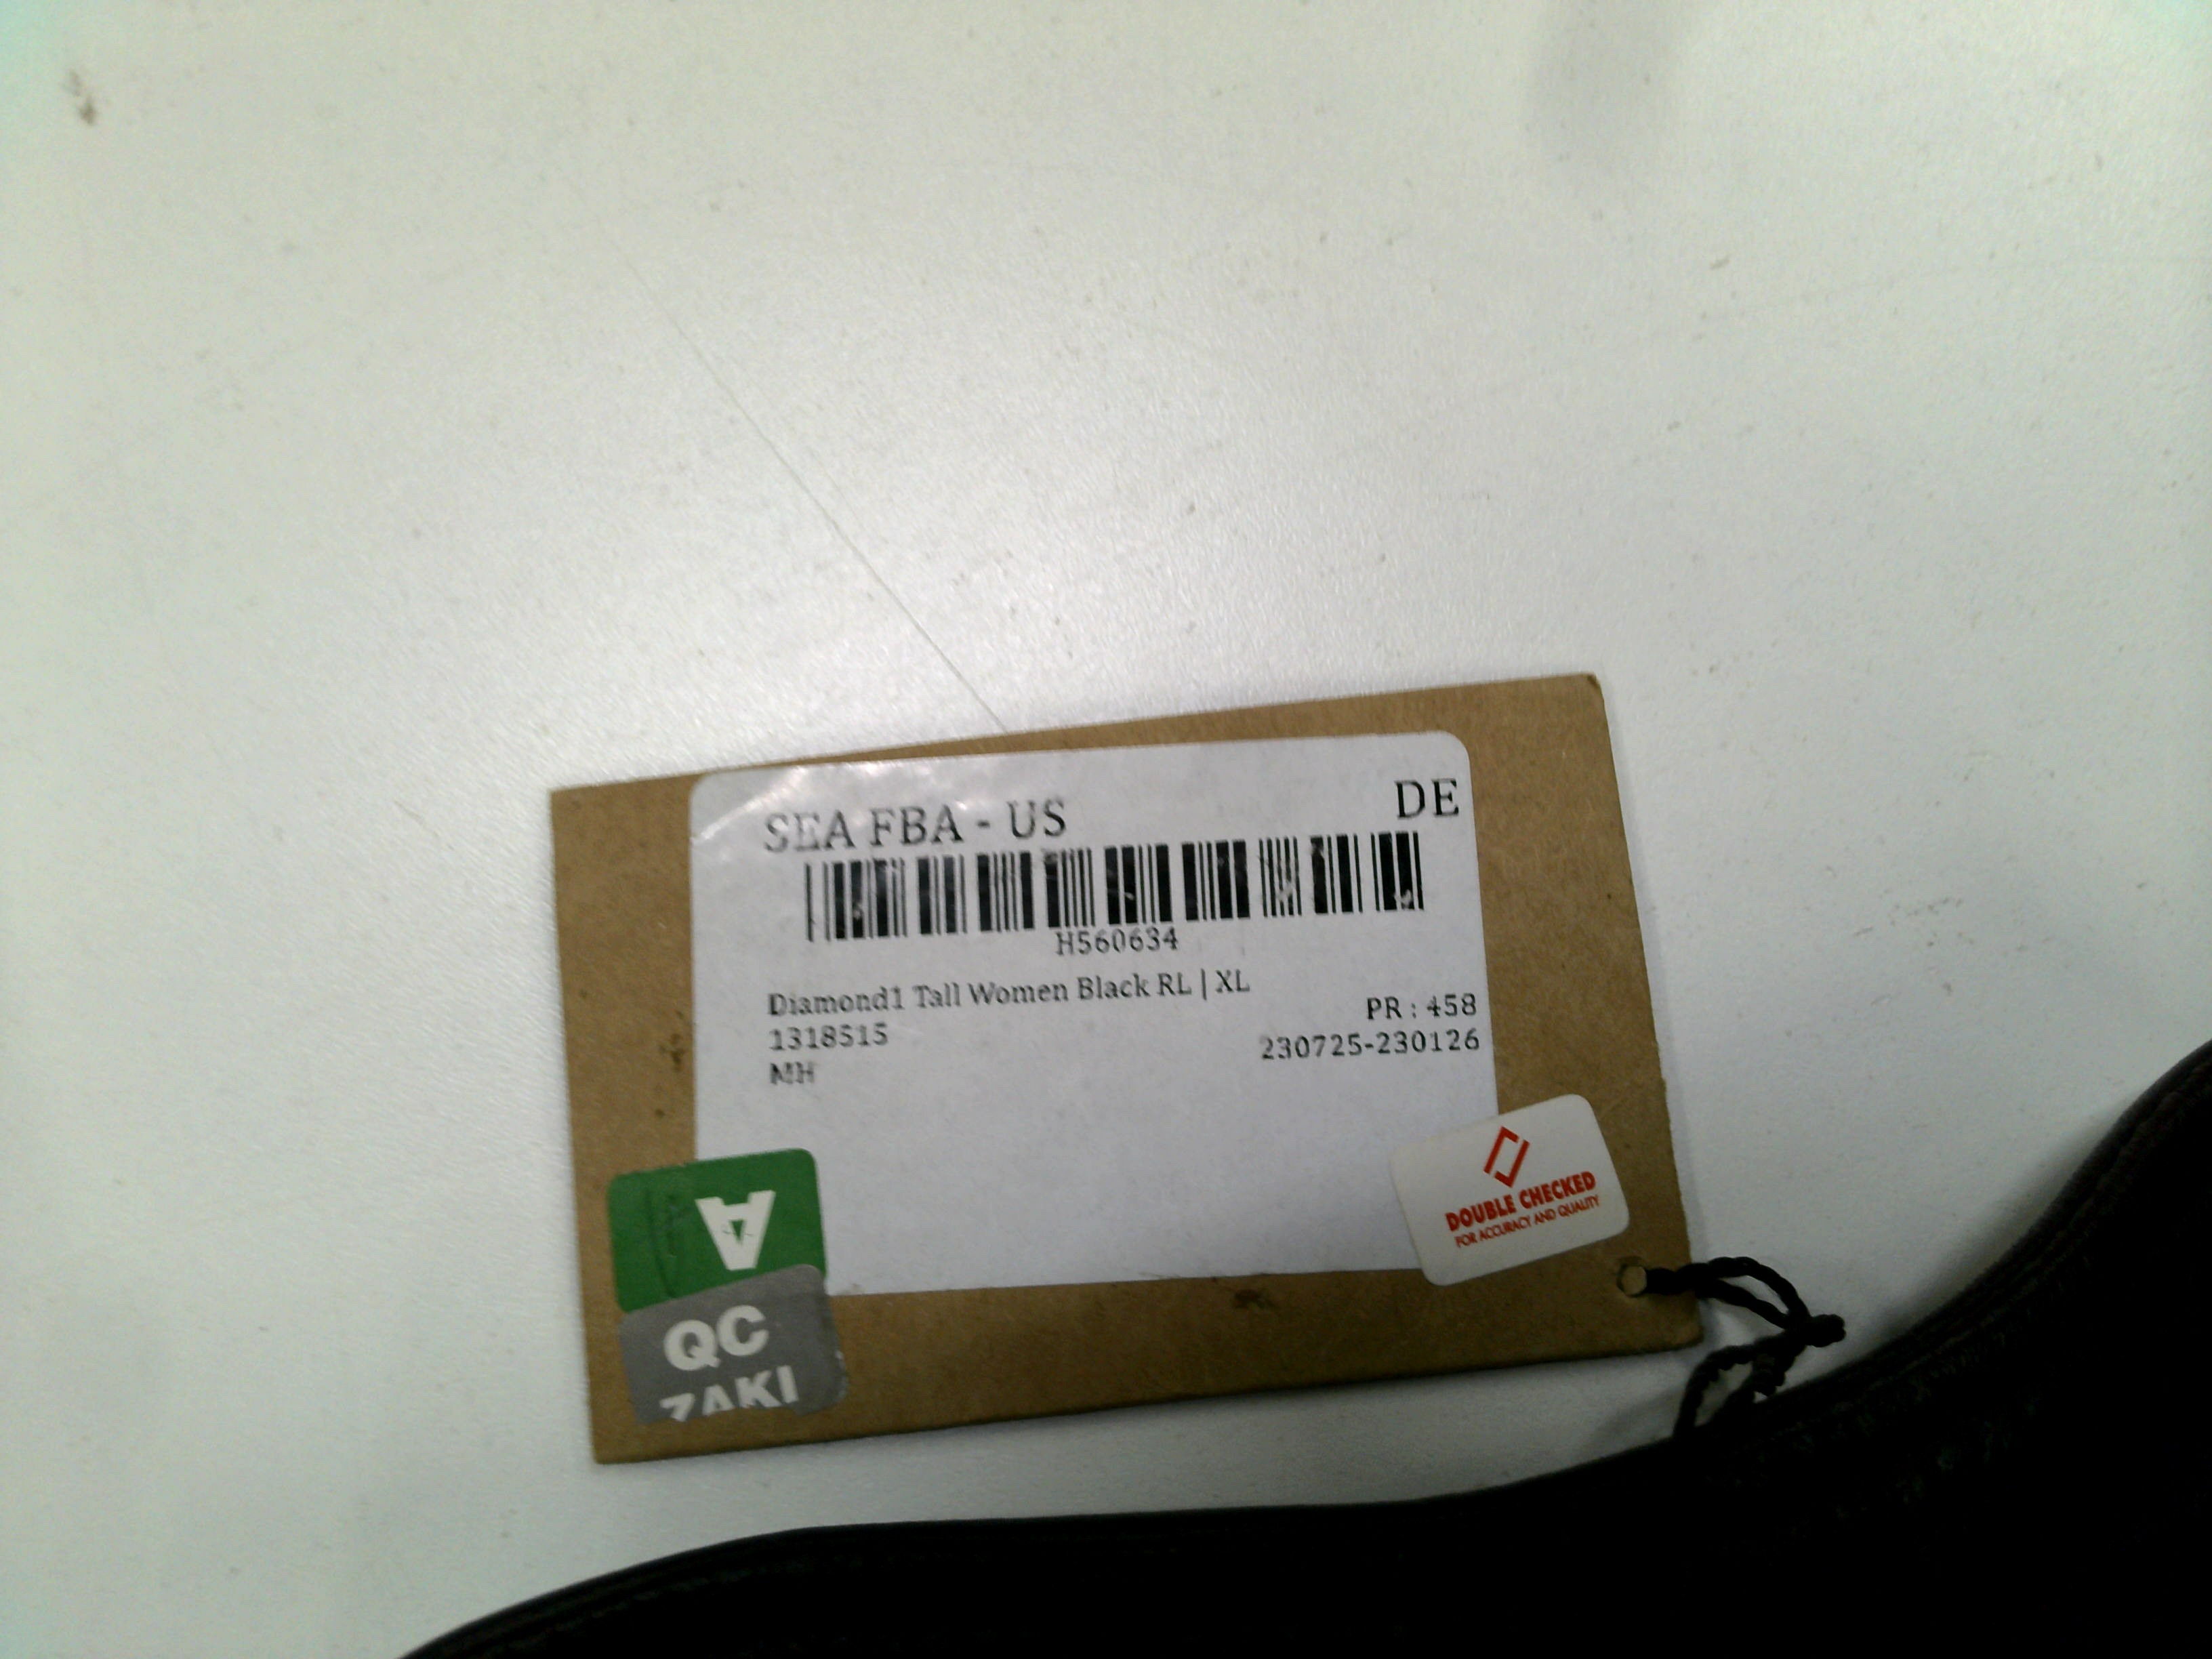 SEA FBA - US DE
H560634
Diamond1 Tall Women Black RL | XL
1318515 PR : 458
MH 230725-230126
A
QC
ZAKI
DOUBLE CHECKED
FOR ACCURACY AND QUALITY